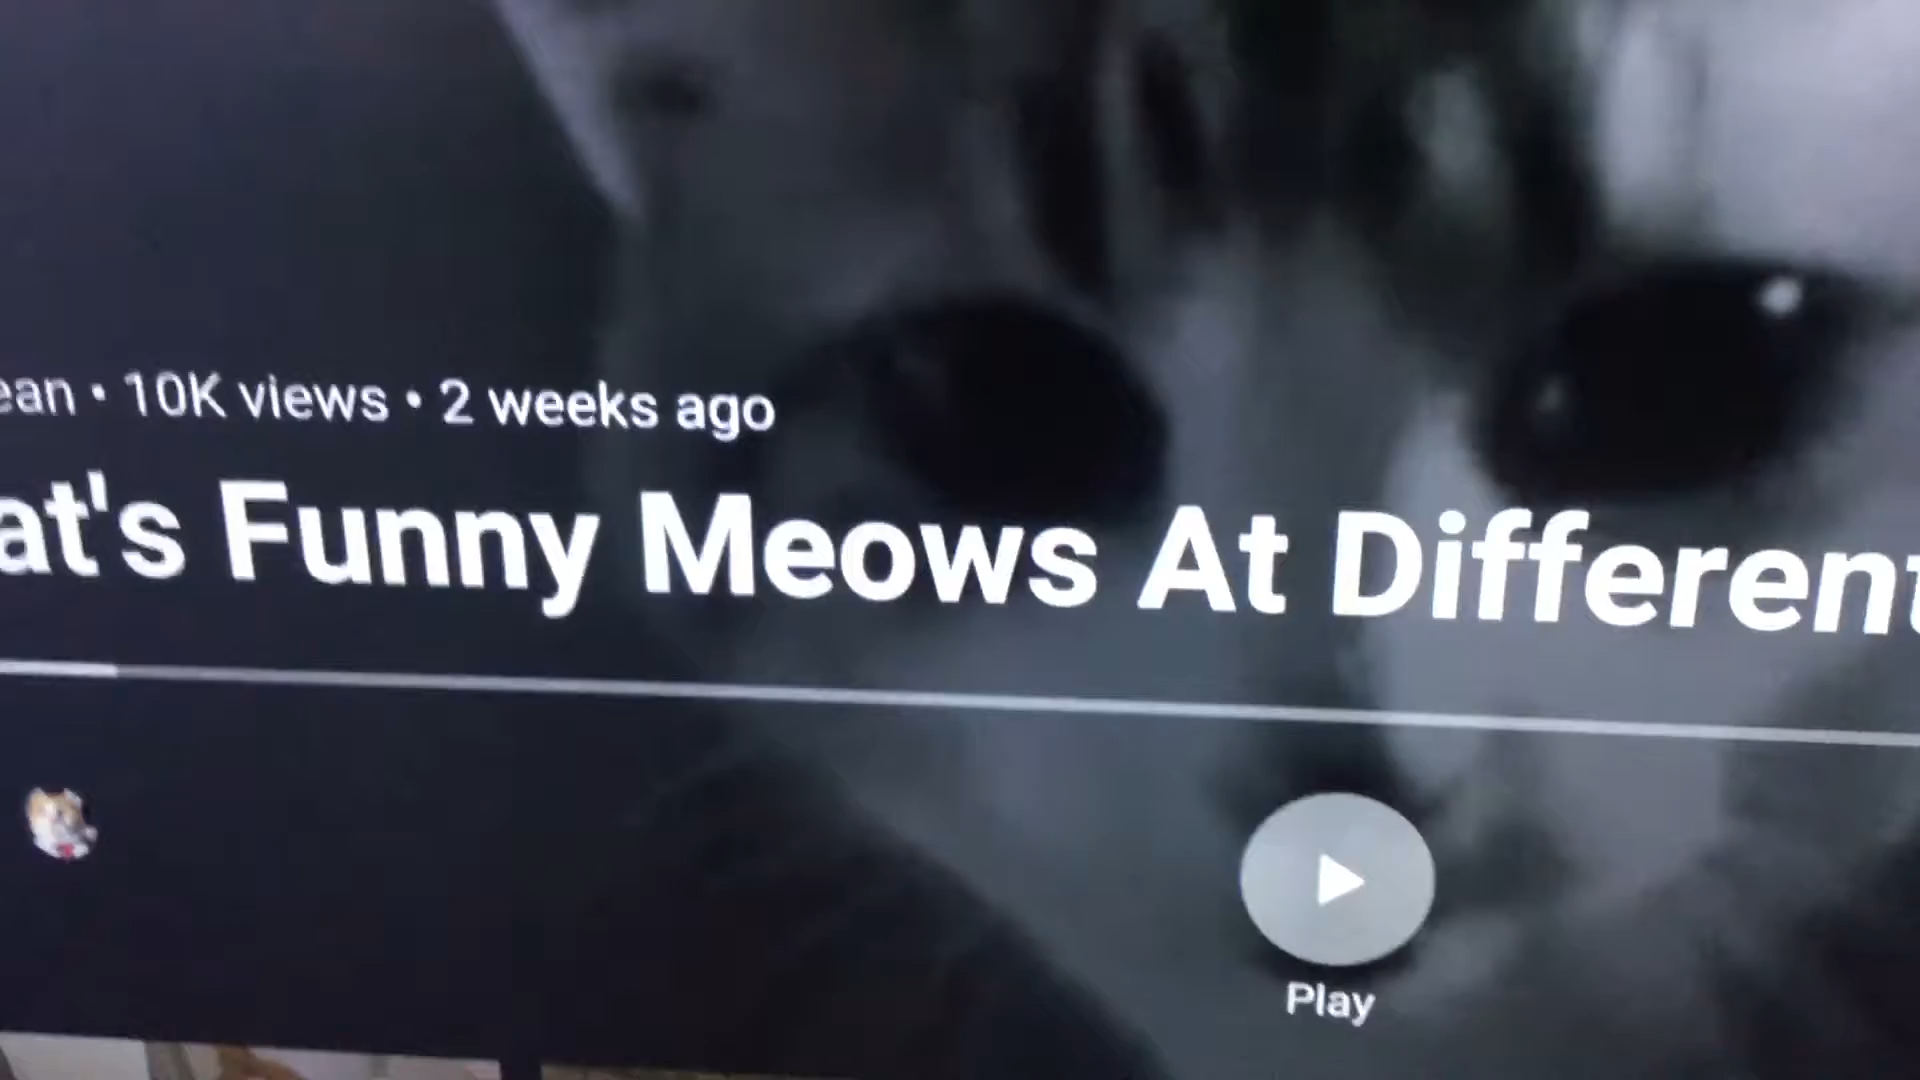 ean • 10K views • 2 weeks ago
at's Funny Meows At Different
Play